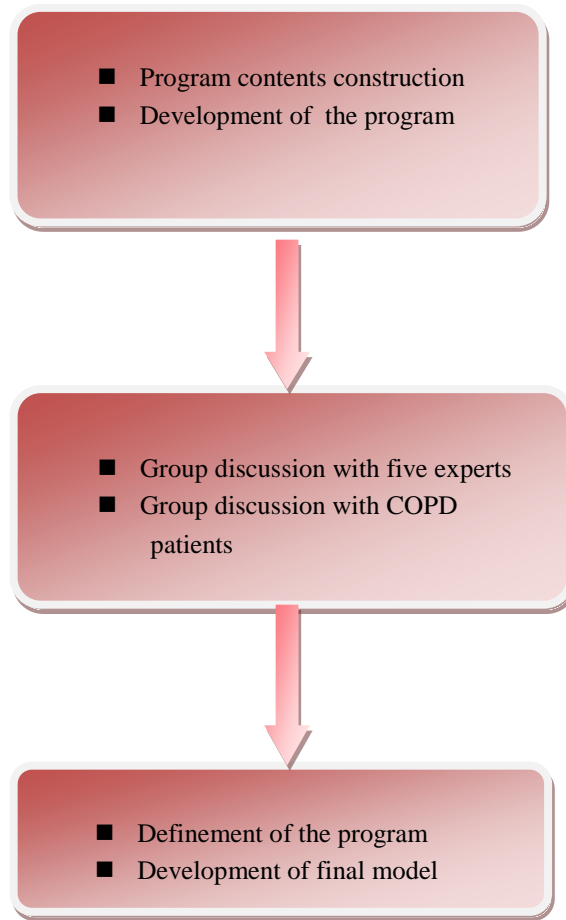 ■ Program contents construction
■ Development of the program
■ Group discussion with five experts
■ Group discussion with COPD
patients
■ Definement of the program
■ Development of final model